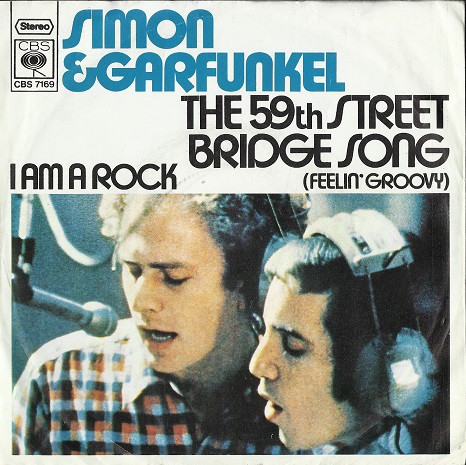 Stereo
CBS
CBS 7169
SIMON
&GARFUNKEL
THE 59th STREET
BRIDGE SONG
I AM A ROCK
(FEELIN' GROOVY)